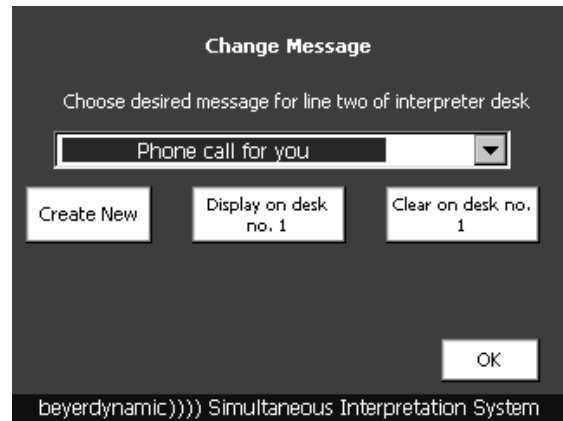 Change Message
Choose desired message for line two of interpreter desk
Phone call for you
Create New
Display on desk
no. 1
Clear on desk no.
1
OK
beyerdynamic)))) Simultaneous Interpretation System